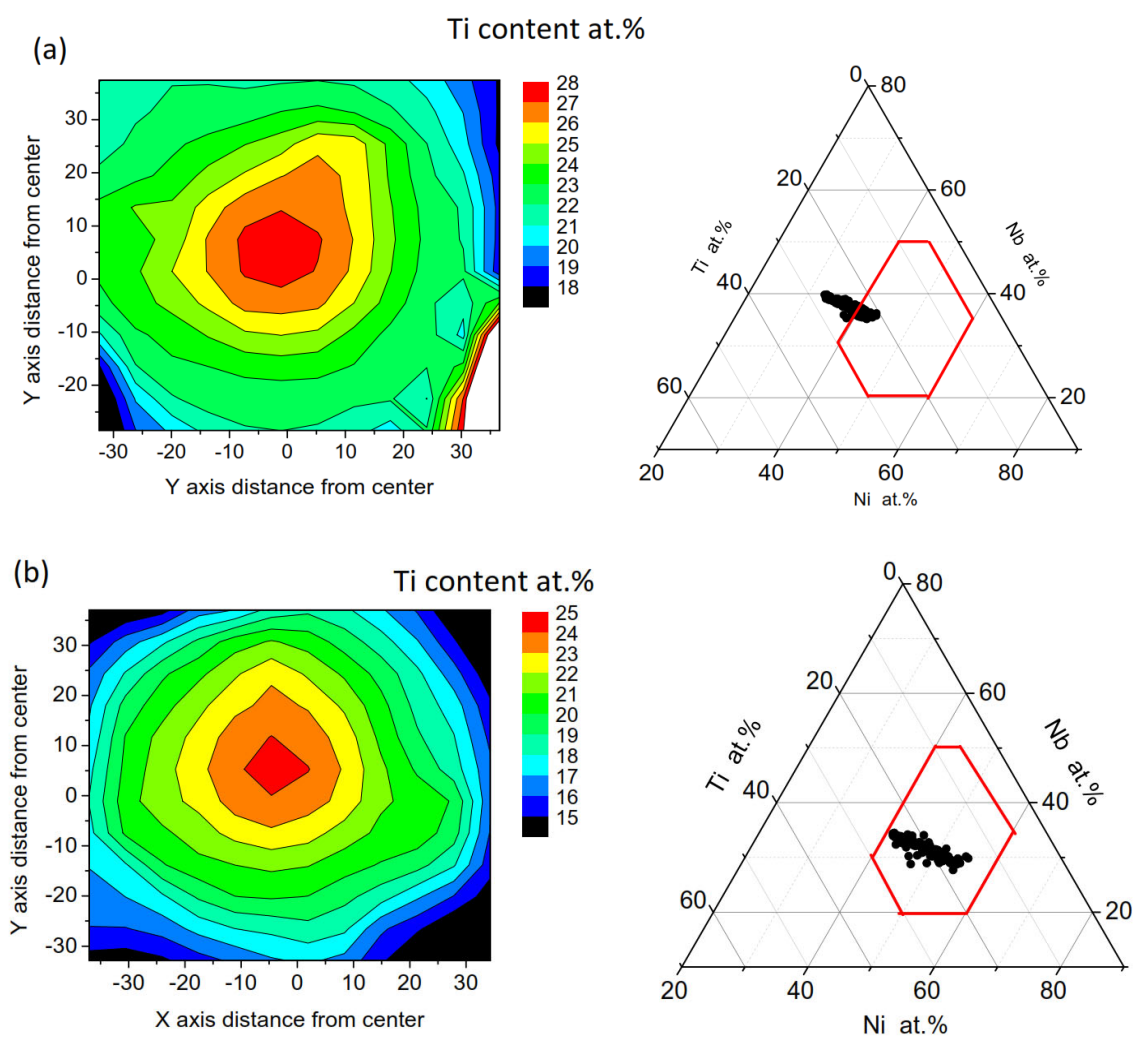 Ti content at.%
(a)
30
20
10
0
-10
-20
-30 -20 -10 0 10 20 30
Y axis distance from center
Y axis distance from center
28
27
26
25
24
23
22
21
20
19
18
0 80
20 60
40 40
60 20
20 40 60 80
Ti at.%
Nb at.%
Ni at.%
(b)
Ti content at.%
30
20
10
0
-10
-20
-30
-30 -20 -10 0 10 20 30
Y axis distance from center
X axis distance from center
25
24
23
22
21
20
19
18
17
16
15
0 80
20 60
40 40
60 20
20 40 60 80
Ti at.%
Nb at.%
Ni at.%